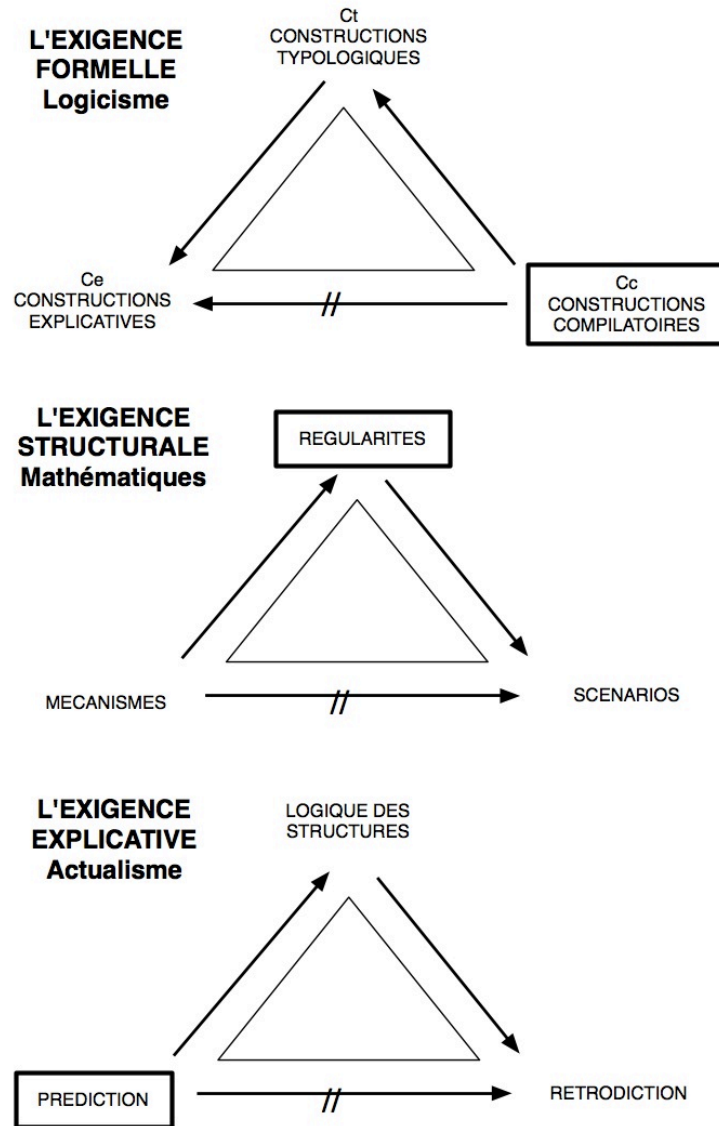 L'EXIGENCE
FORMELLE
Logicisme
Ct
CONSTRUCTIONS
TYPOLOGIQUES
Ce
CONSTRUCTIONS
EXPLICATIVES
//
Cc
CONSTRUCTIONS
COMPILATOIRES
L'EXIGENCE
STRUCTURALE
Mathématiques
REGULARITES
MECANISMES
//
SCENARIOS
L'EXIGENCE
EXPLICATIVE
Actualisme
LOGIQUE DES
STRUCTURES
PREDICTION
//
RETRODICTION